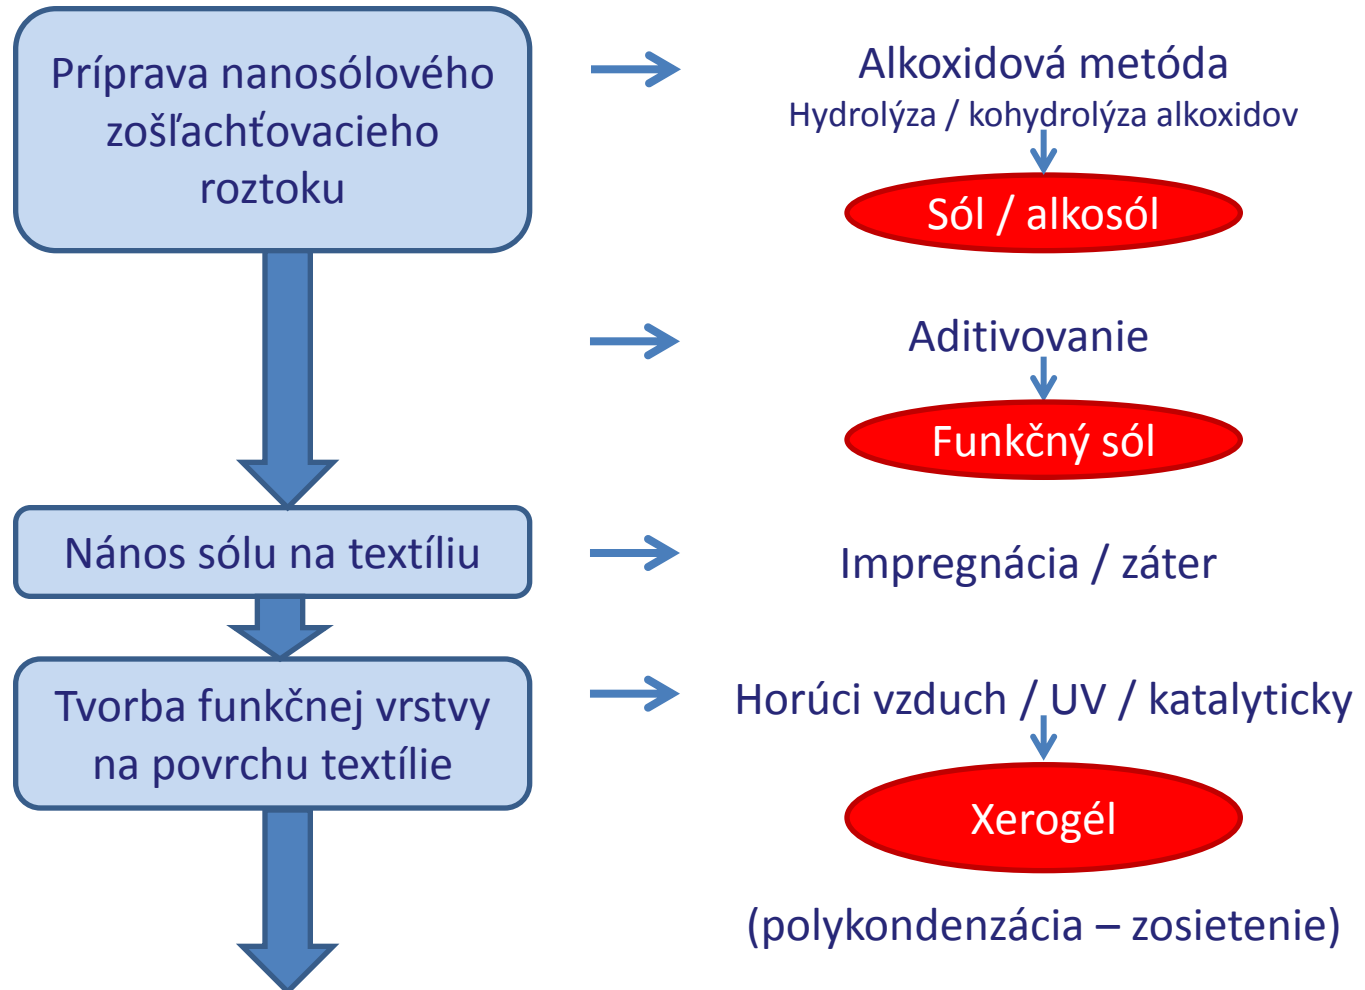 Príprava nanosólového
zošľachťovacieho
roztoku
Alkoxidová metóda
Hydrolýza / kohydrolýza alkoxidov
Sól / alkosól
Aditivovanie
Funkčný sól
Nános sólu na textíliu
Impregnácia / záter
Tvorba funkčnej vrstvy
na povrchu textílie
Horúci vzduch / UV / katalyticky
Xerogél
(polykondenzácia – zosietenie)